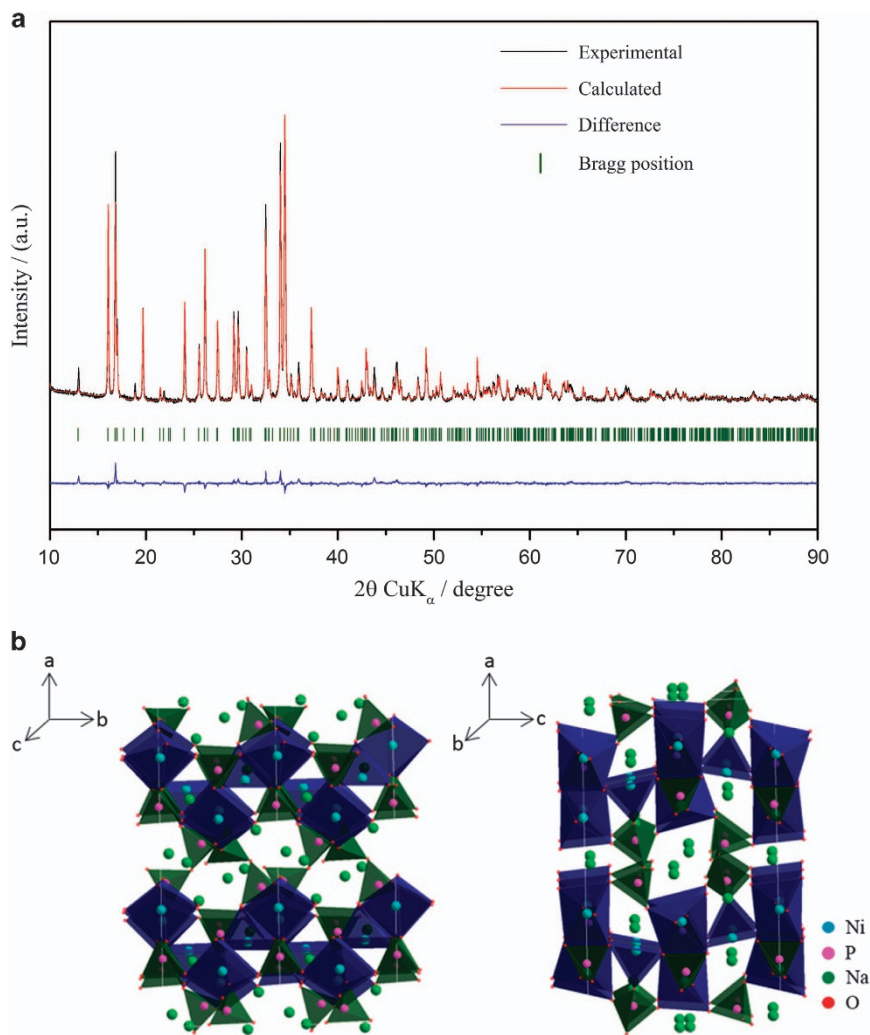 a
Experimental
Calculated
Difference
Bragg position
Intensity / (a.u.)
10 20 30 40 50 60 70 80 90
2θ CuKα / degree
b
a
b
c
a
c
b
Ni
P
Na
O